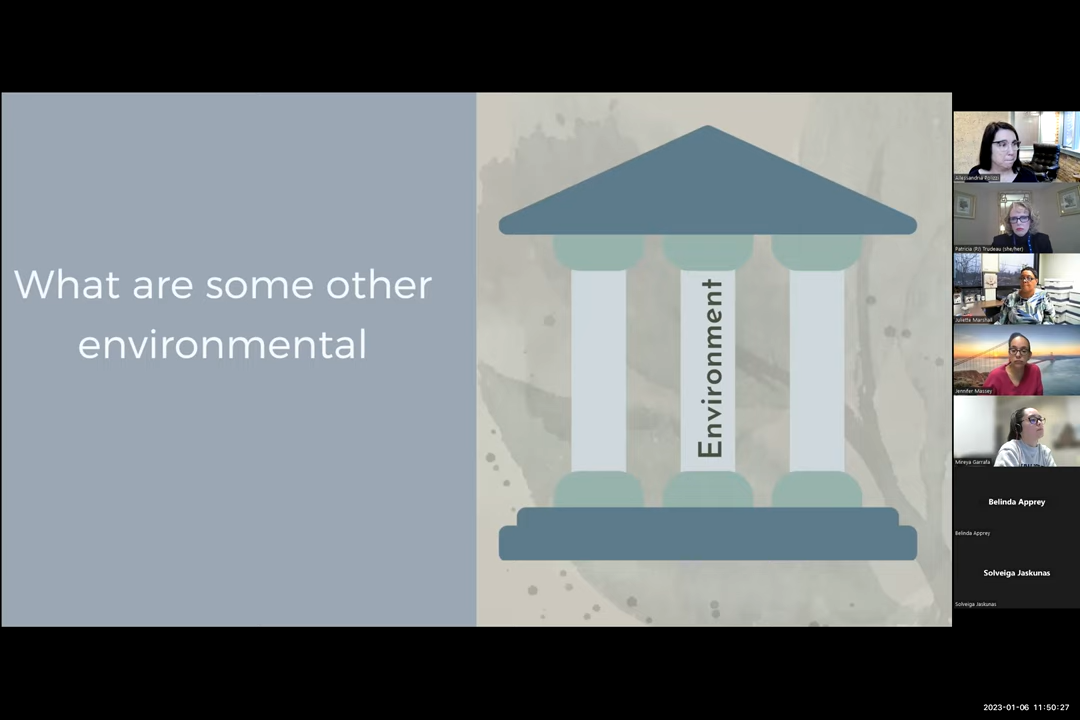 What are some other
environmental
Environment
Patricia (PJ) Trudeau (she/her)
Juliette Marshall
Jennifer Massey
Mireya Garrafa
Belinda Apprey
Belinda Apprey
Solveiga Jaskunas
Solveiga Jaskunas
2023-01-06 11:50:27